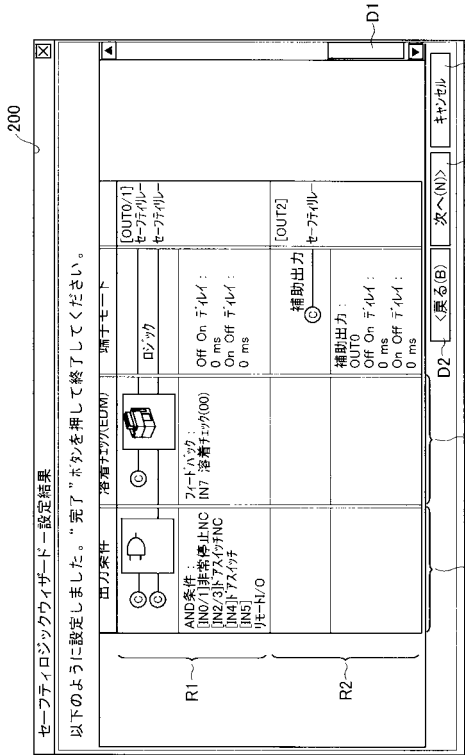 200
セーフティロジックウィザード ー 設定結果
以下のように設定しました。“完了”ボタンを押して終了してください。
出力条件
溶着チェック(EDM)
端子モード
C
C
C
ロジック
[OUT0/1]
セーフティリレー
セーフティリレー
R1
AND条件：
[IN0/1]非常停止NC
[IN2/3]ドアスイッチNC
[IN4]ドアスイッチ
[IN5]
リモートI/O
フィードバック：
IN7 溶着チェック(00)
Off On ディレイ：
0 ms
On Off ディレイ：
0 ms
R2
補助出力
C
[OUT2]
セーフティリレー
補助出力：
OUT0
Off On ディレイ：
0 ms
On Off ディレイ：
0 ms
D1
D2
<戻る(B)
次へ(N)>
キャンセル